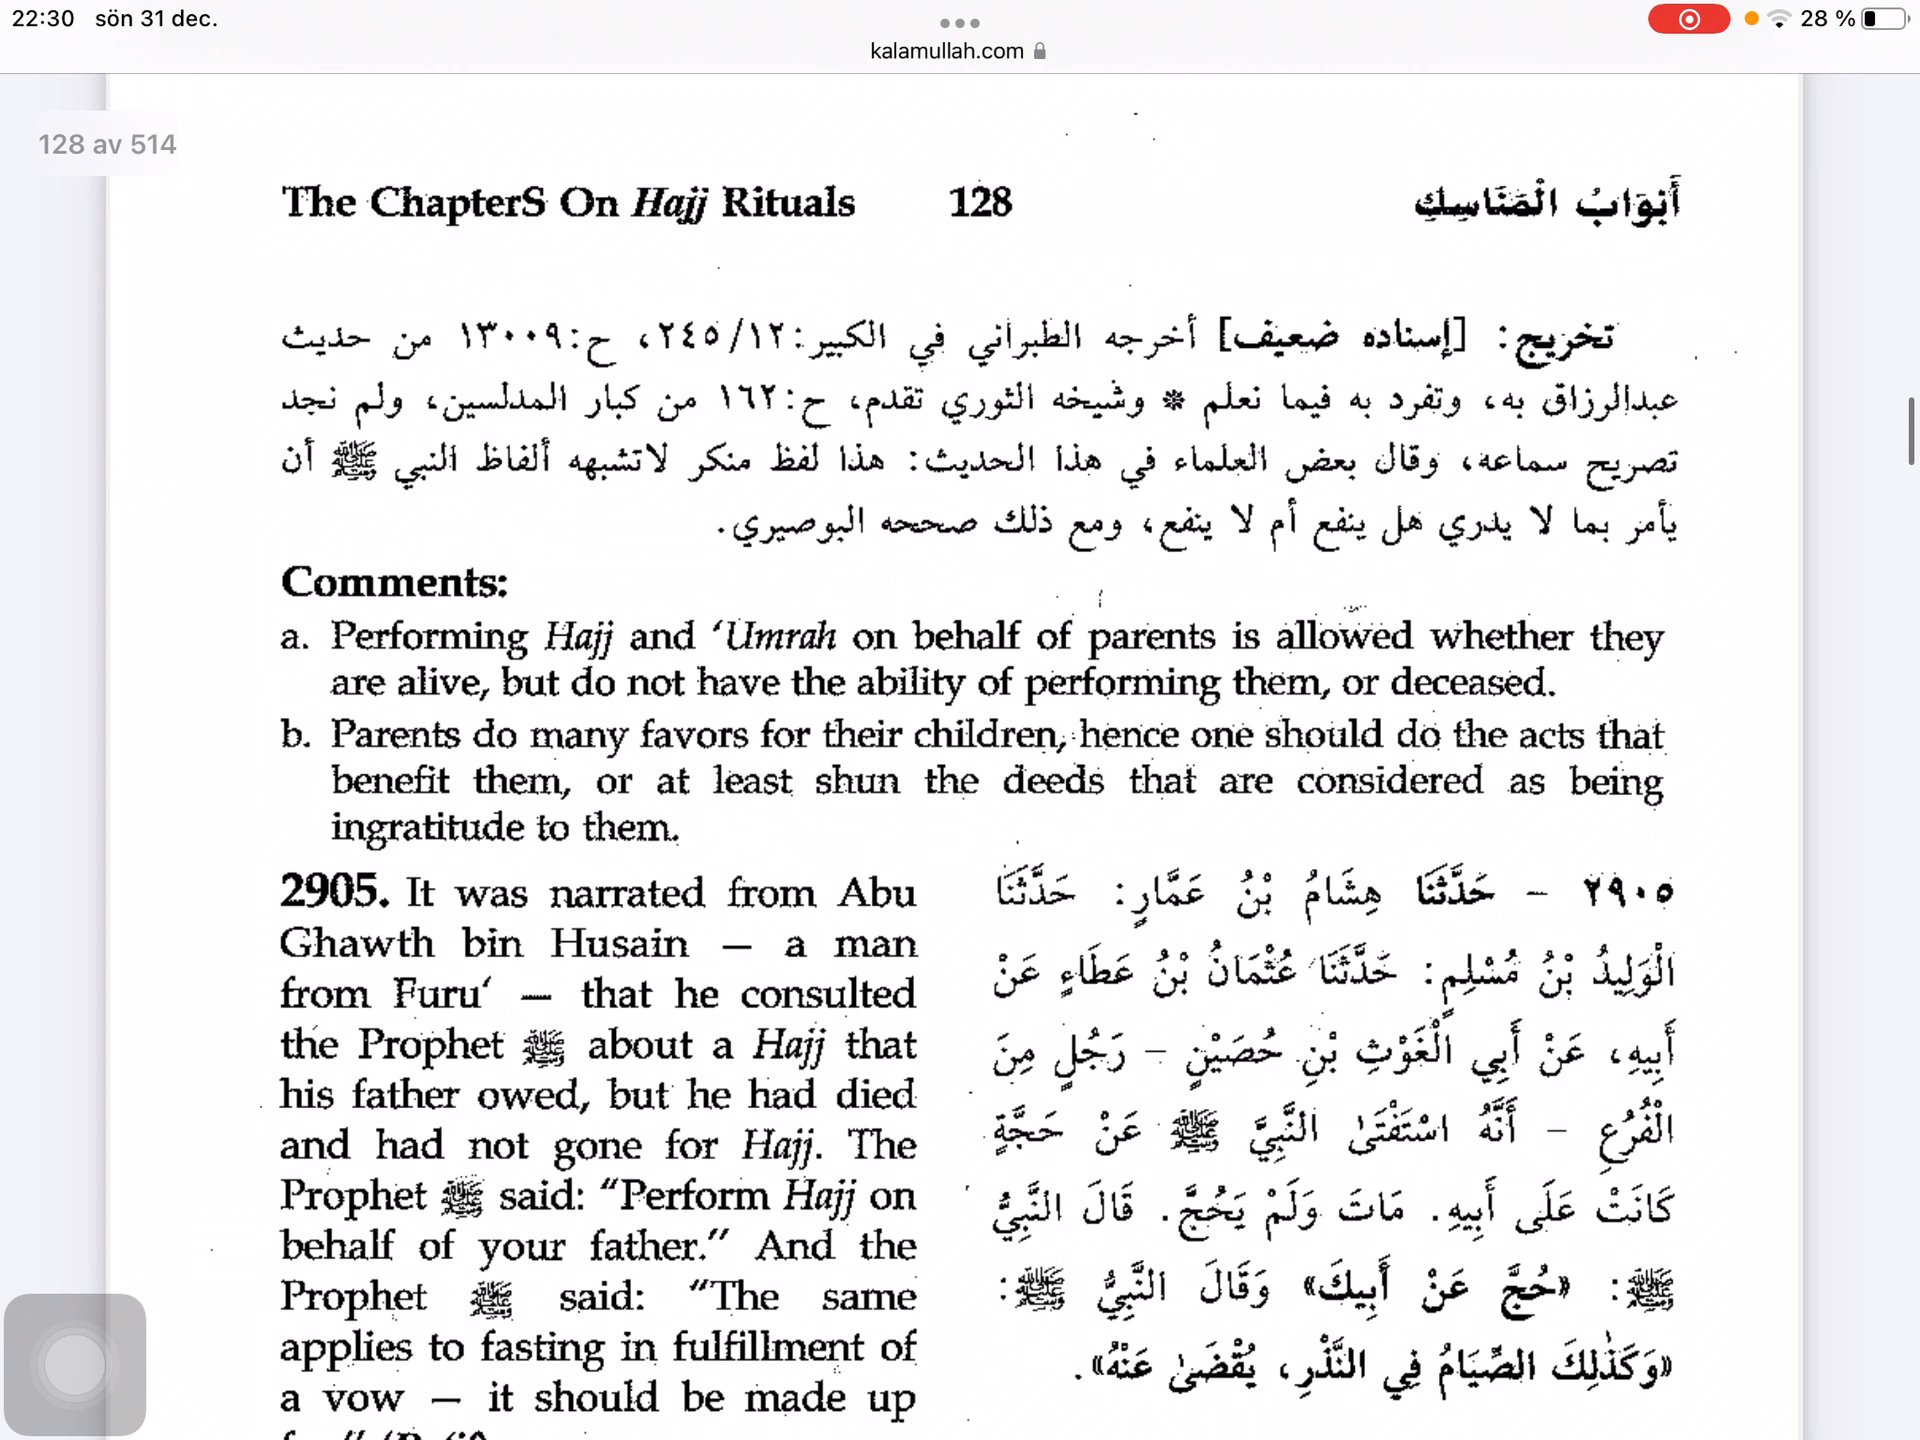 22:30 sön 31 dec.
28 %
kalamullah.com
128 av 514
The ChapterS On Hajj Rituals 128 أَبْوَابُ الْمَنَاسِكِ
تخريج: [إسناده ضعيف] أخرجه الطبراني في الكبير: ١٢/ ٢٤٥، ح: ١٣٠٠٩ من حديث
عبدالرزاق به، وتفرد به فيما نعلم * وشيخه الثوري تقدم، ح: ١٦٢ من كبار المدلسين، ولم نجد
تصريح سماعه، وقال بعض العلماء في هذا الحديث: هذا لفظ منكر لاتشبهه ألفاظ النبي ﷺ أن
يأمر بما لا يدري هل ينفع أم لا ينفع، ومع ذلك صححه البوصيري.
Comments:
a. Performing Hajj and ‘Umrah on behalf of parents is allowed whether they
are alive, but do not have the ability of performing them, or deceased.
b. Parents do many favors for their children, hence one should do the acts that
benefit them, or at least shun the deeds that are considered as being
ingratitude to them.
2905. It was narrated from Abu
Ghawth bin Husain — a man
from Furu‘ — that he consulted
the Prophet ﷺ about a Hajj that
his father owed, but he had died
and had not gone for Hajj. The
Prophet ﷺ said: “Perform Hajj on
behalf of your father.” And the
Prophet ﷺ said: “The same
applies to fasting in fulfillment of
a vow — it should be made up
٢٩٠٥ - حَدَّثَنَا هِشَامُ بْنُ عَمَّارٍ: حَدَّثَنَا
الْوَلِيدُ بْنُ مُسْلِمٍ: حَدَّثَنَا عُثْمَانُ بْنُ عَطَاءٍ عَنْ
أَبِيهِ، عَنْ أَبِي الْغَوْثِ بْنِ حُصَيْنٍ - رَجُلٍ مِنَ
الْفُرْعِ - أَنَّهُ اسْتَفْتَىٰ النَّبِيَّ ﷺ عَنْ حَجَّةٍ
كَانَتْ عَلَى أَبِيهِ. مَاتَ وَلَمْ يَحُجَّ. قَالَ النَّبِيُّ
ﷺ: «حُجَّ عَنْ أَبِيكَ» وَقَالَ النَّبِيُّ ﷺ:
«وَكَذٰلِكَ الصِّيَامُ فِي النَّذْرِ، يُقْضَىٰ عَنْهُ».